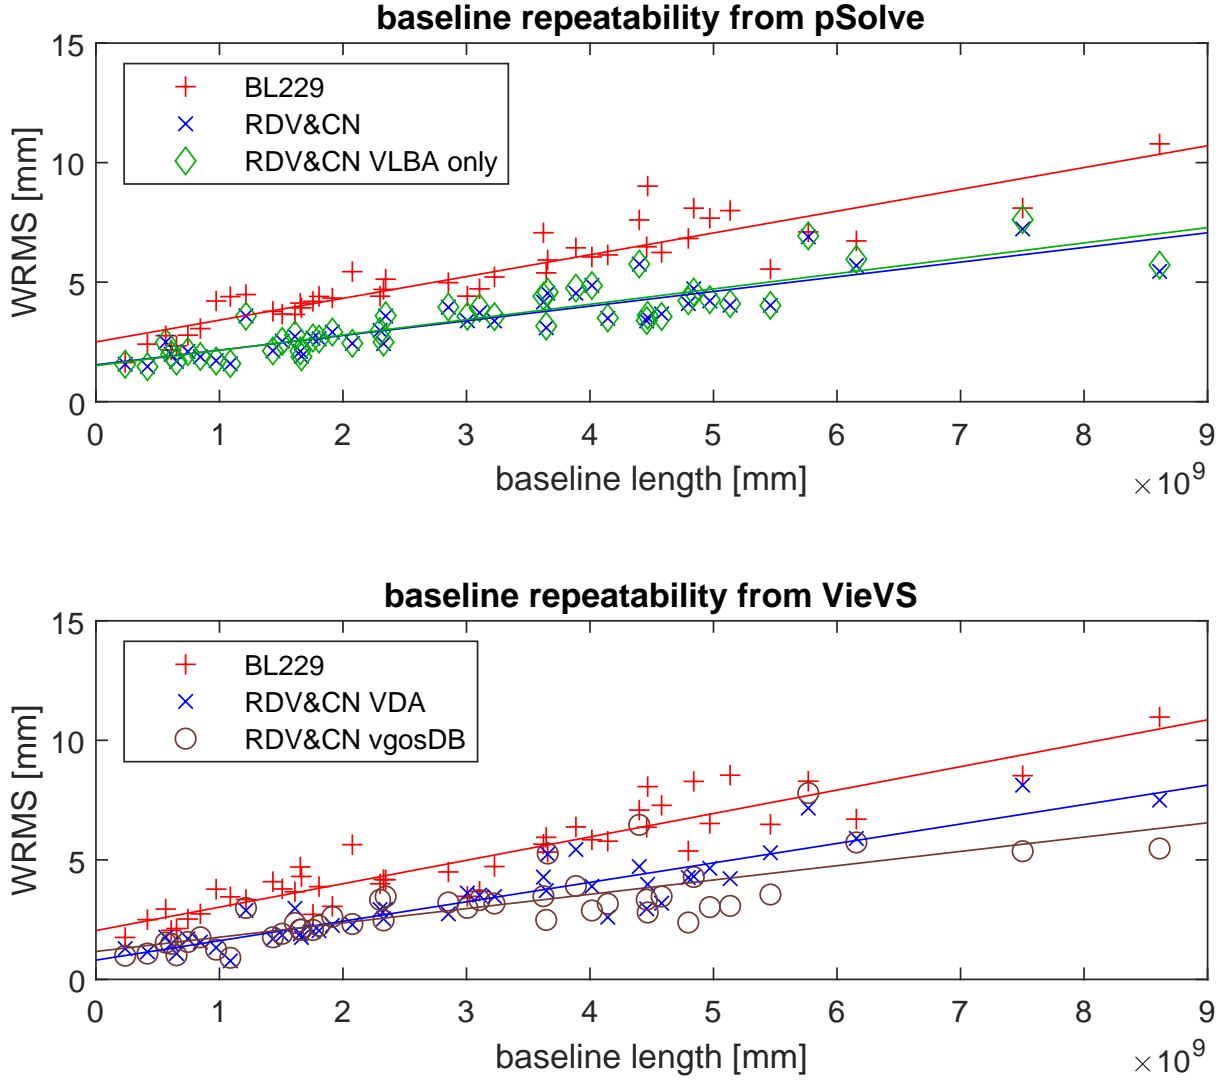 baseline repeatability from pSolve
15
10
5
0
WRMS [mm]
BL229
RDV&CN
RDV&CN VLBA only
0 1 2 3 4 5 6 7 8 9
baseline length [mm]
×10^9
baseline repeatability from VieVS
15
10
5
0
WRMS [mm]
BL229
RDV&CN VDA
RDV&CN vgosDB
0 1 2 3 4 5 6 7 8 9
baseline length [mm]
×10^9